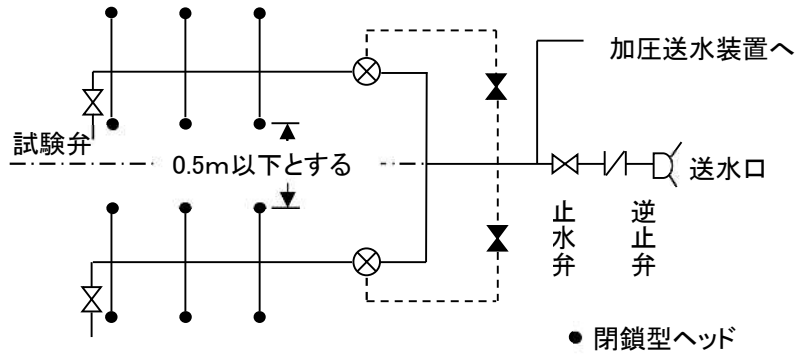 加圧送水装置へ
試験弁
0.5m以下とする
送水口
止水弁
逆止弁
閉鎖型ヘッド